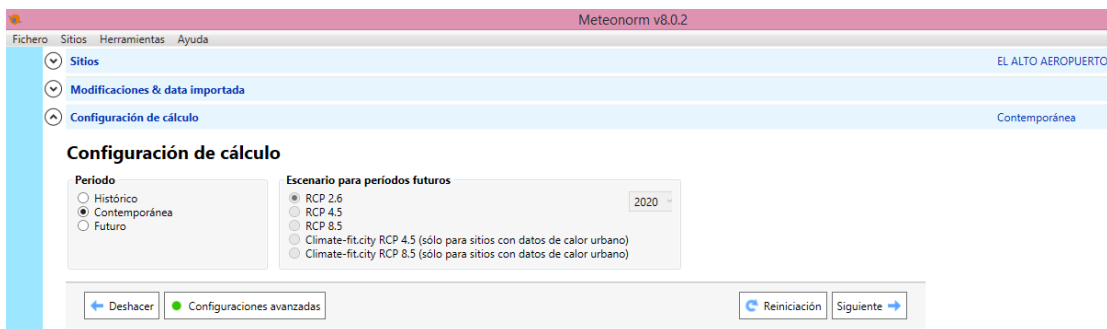 Meteonorm v8.0.2
Fichero Sitios Herramientas Ayuda
Sitios EL ALTO AEROPUERTO
Modificaciones & data importada
Configuración de cálculo Contemporánea
Configuración de cálculo
Periodo
Histórico
Contemporánea
Futuro
Escenario para períodos futuros
RCP 2.6 2020
RCP 4.5
RCP 8.5
Climate-fit.city RCP 4.5 (sólo para sitios con datos de calor urbano)
Climate-fit.city RCP 8.5 (sólo para sitios con datos de calor urbano)
Deshacer Configuraciones avanzadas Reiniciación Siguiente